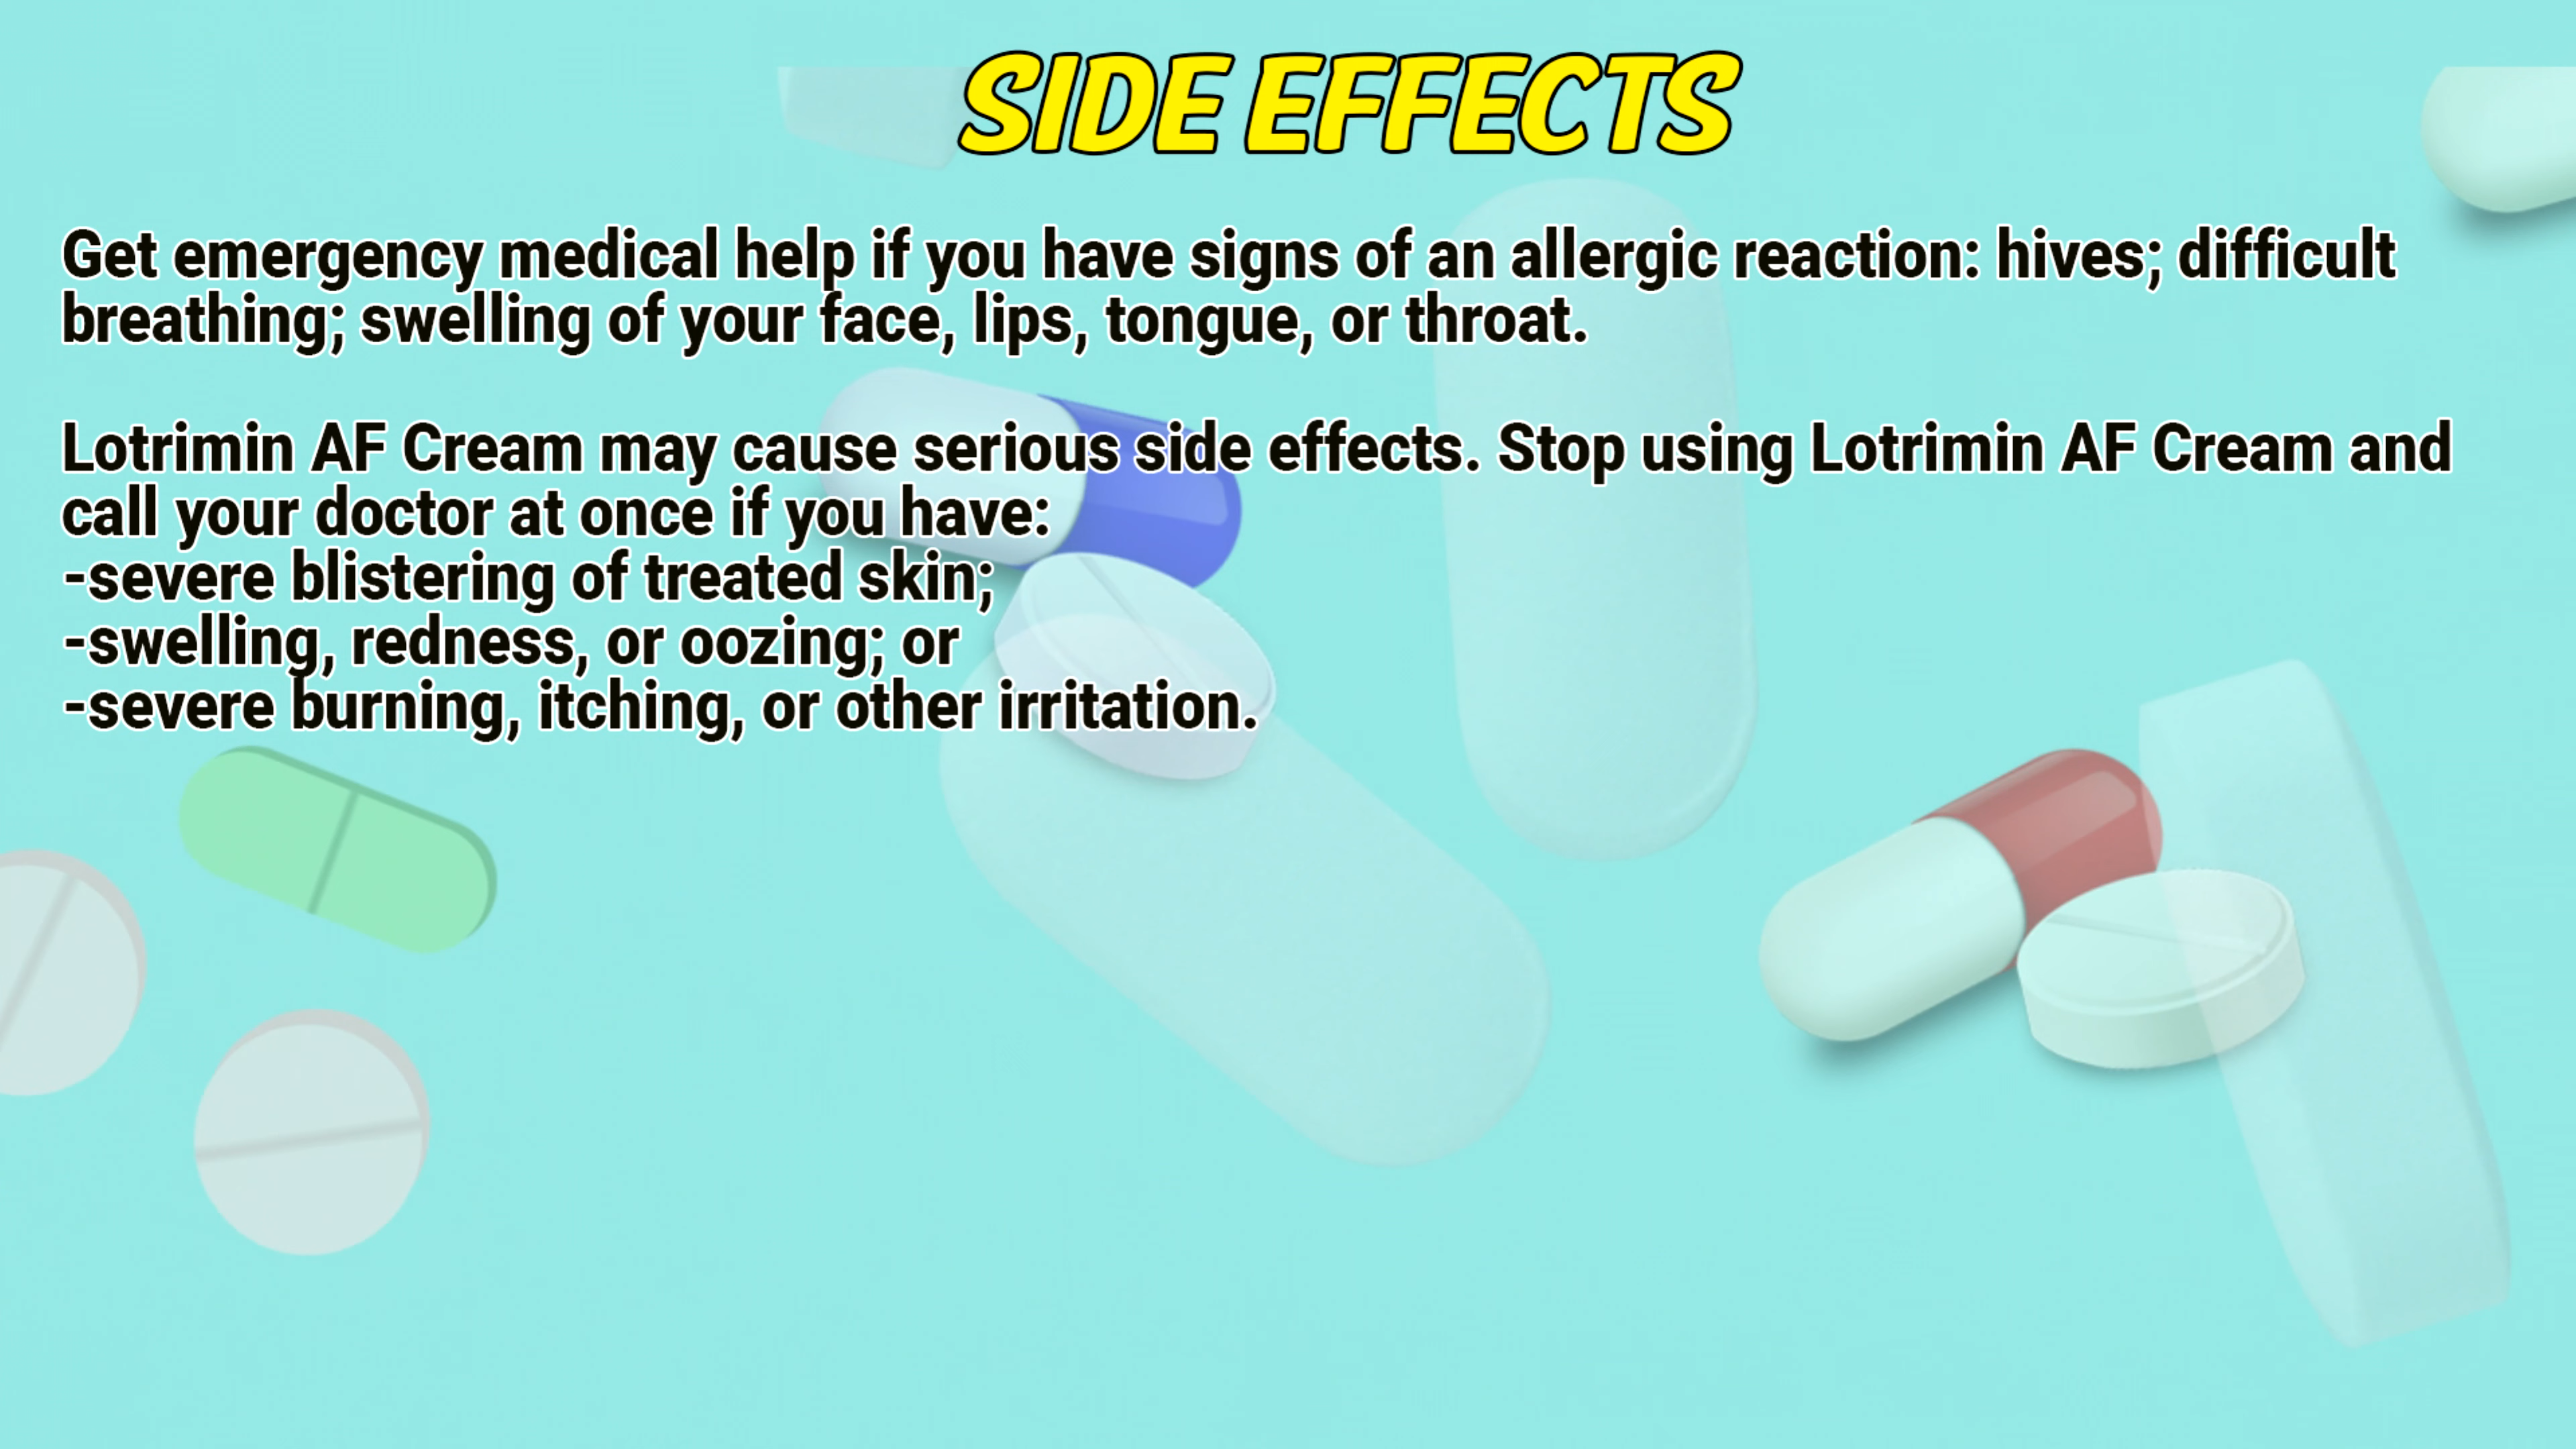 SIDE EFFECTS
Get emergency medical help if you have signs of an allergic reaction: hives; difficult
breathing; swelling of your face, lips, tongue, or throat.
Lotrimin AF Cream may cause serious side effects. Stop using Lotrimin AF Cream and
call your doctor at once if you have:
-severe blistering of treated skin;
-swelling, redness, or oozing; or
-severe burning, itching, or other irritation.